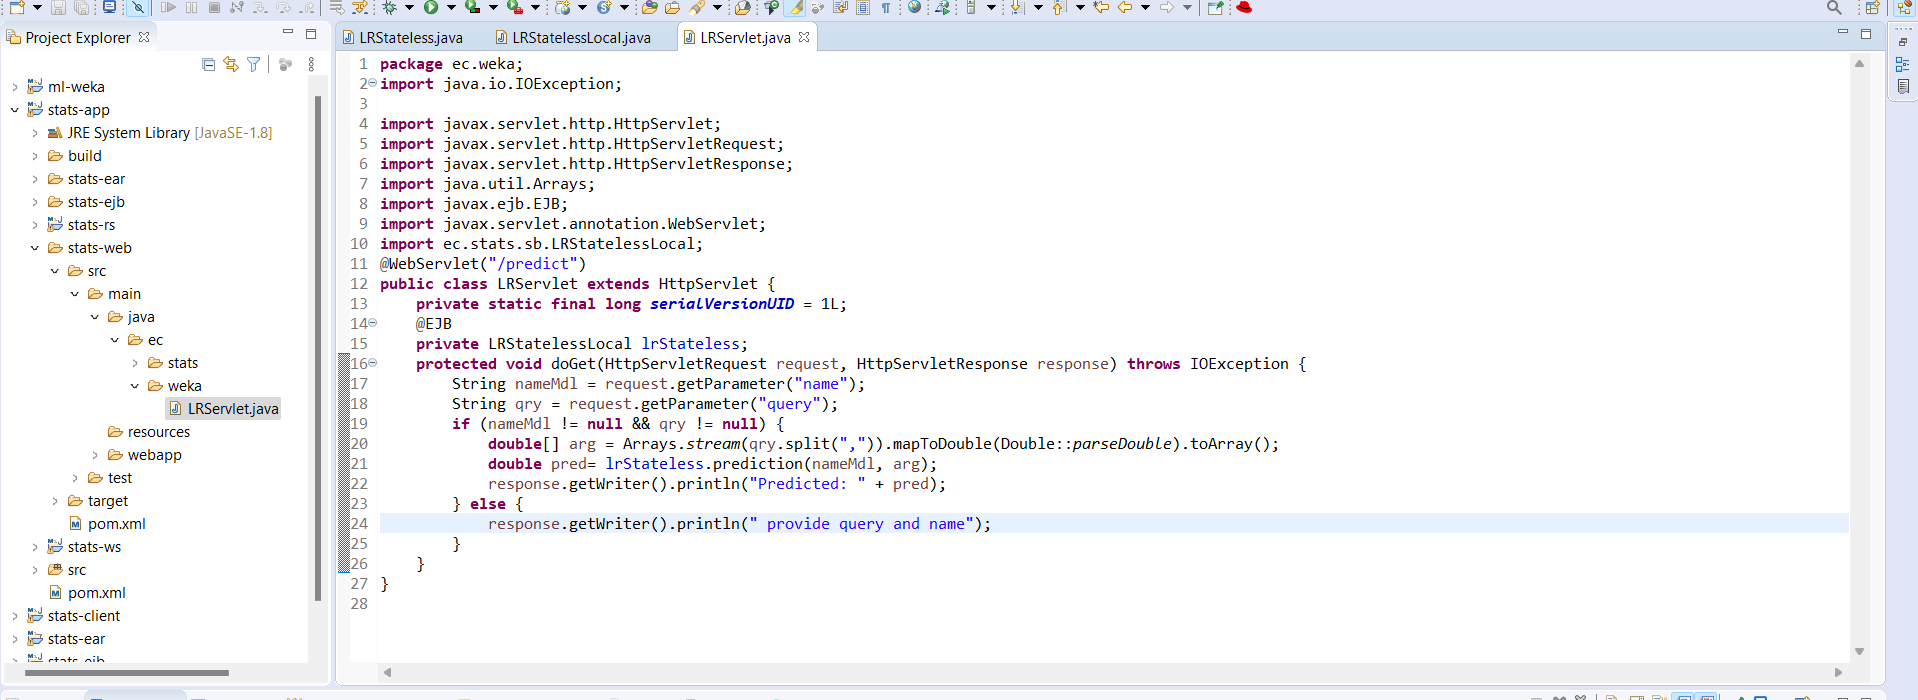 Project Explorer
ml-weka
stats-app
JRE System Library [JavaSE-1.8]
build
stats-ear
stats-ejb
stats-rs
stats-web
src
main
java
ec
stats
weka
LRServlet.java
resources
webapp
test
target
pom.xml
stats-ws
src
pom.xml
stats-client
stats-ear
stats-ejb
LRStateless.java
LRStatelessLocal.java
LRServlet.java
1 package ec.weka;
2 import java.io.IOException;
3
4 import javax.servlet.http.HttpServlet;
5 import javax.servlet.http.HttpServletRequest;
6 import javax.servlet.http.HttpServletResponse;
7 import java.util.Arrays;
8 import javax.ejb.EJB;
9 import javax.servlet.annotation.WebServlet;
10 import ec.stats.sb.LRStatelessLocal;
11 @WebServlet("/predict")
12 public class LRServlet extends HttpServlet {
13     private static final long serialVersionUID = 1L;
14     @EJB
15     private LRStatelessLocal lrStateless;
16     protected void doGet(HttpServletRequest request, HttpServletResponse response) throws IOException {
17         String nameMdl = request.getParameter("name");
18         String qry = request.getParameter("query");
19         if (nameMdl != null && qry != null) {
20             double[] arg = Arrays.stream(qry.split(",")).mapToDouble(Double::parseDouble).toArray();
21             double pred= lrStateless.prediction(nameMdl, arg);
22             response.getWriter().println("Predicted: " + pred);
23         } else {
24             response.getWriter().println(" provide query and name");
25         }
26     }
27 }
28